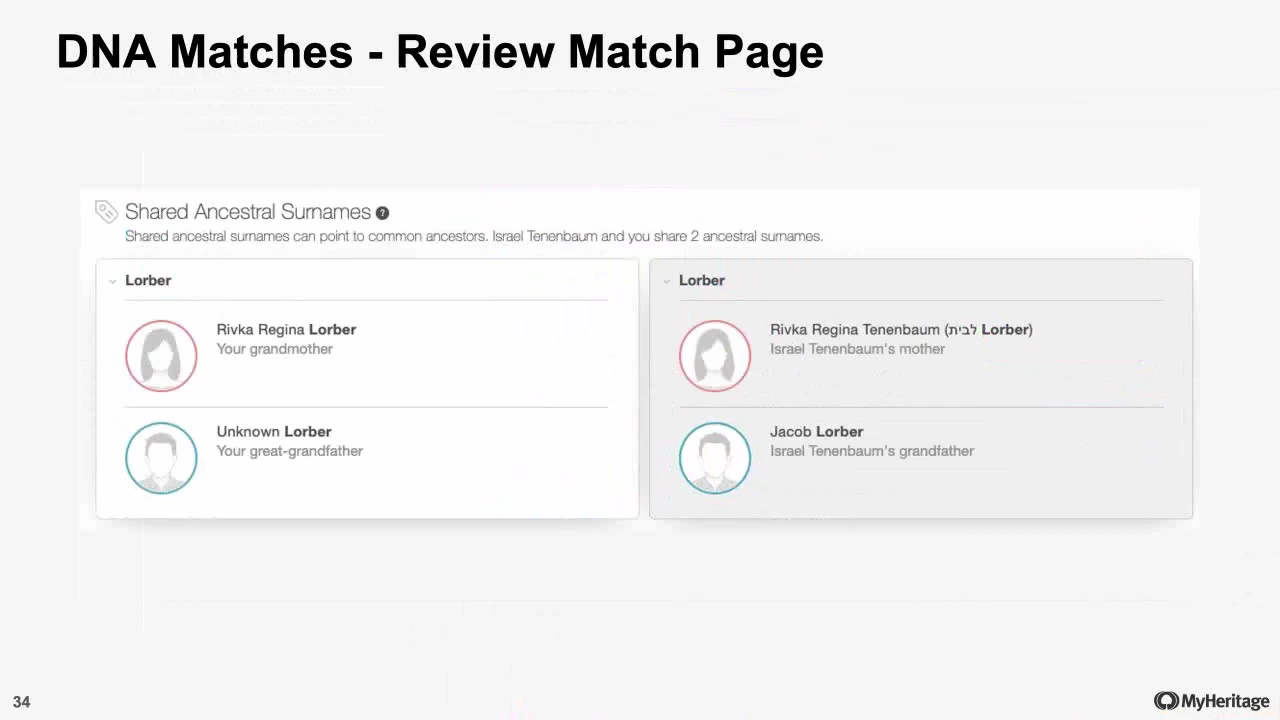 DNA Matches - Review Match Page
Shared Ancestral Surnames ?
Shared ancestral surnames can point to common ancestors. Israel Tenenbaum and you share 2 ancestral surnames.
Lorber
Rivka Regina Lorber
Your grandmother
Unknown Lorber
Your great-grandfather
Lorber
Rivka Regina Tenenbaum (לבית Lorber)
Israel Tenenbaum's mother
Jacob Lorber
Israel Tenenbaum's grandfather
34
MyHeritage